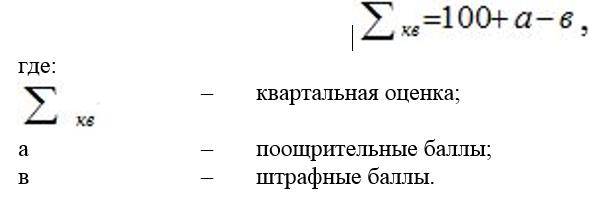 ∑ кв =100+ а − в ,
где:
∑ кв – квартальная оценка;
а – поощрительные баллы;
в – штрафные баллы.